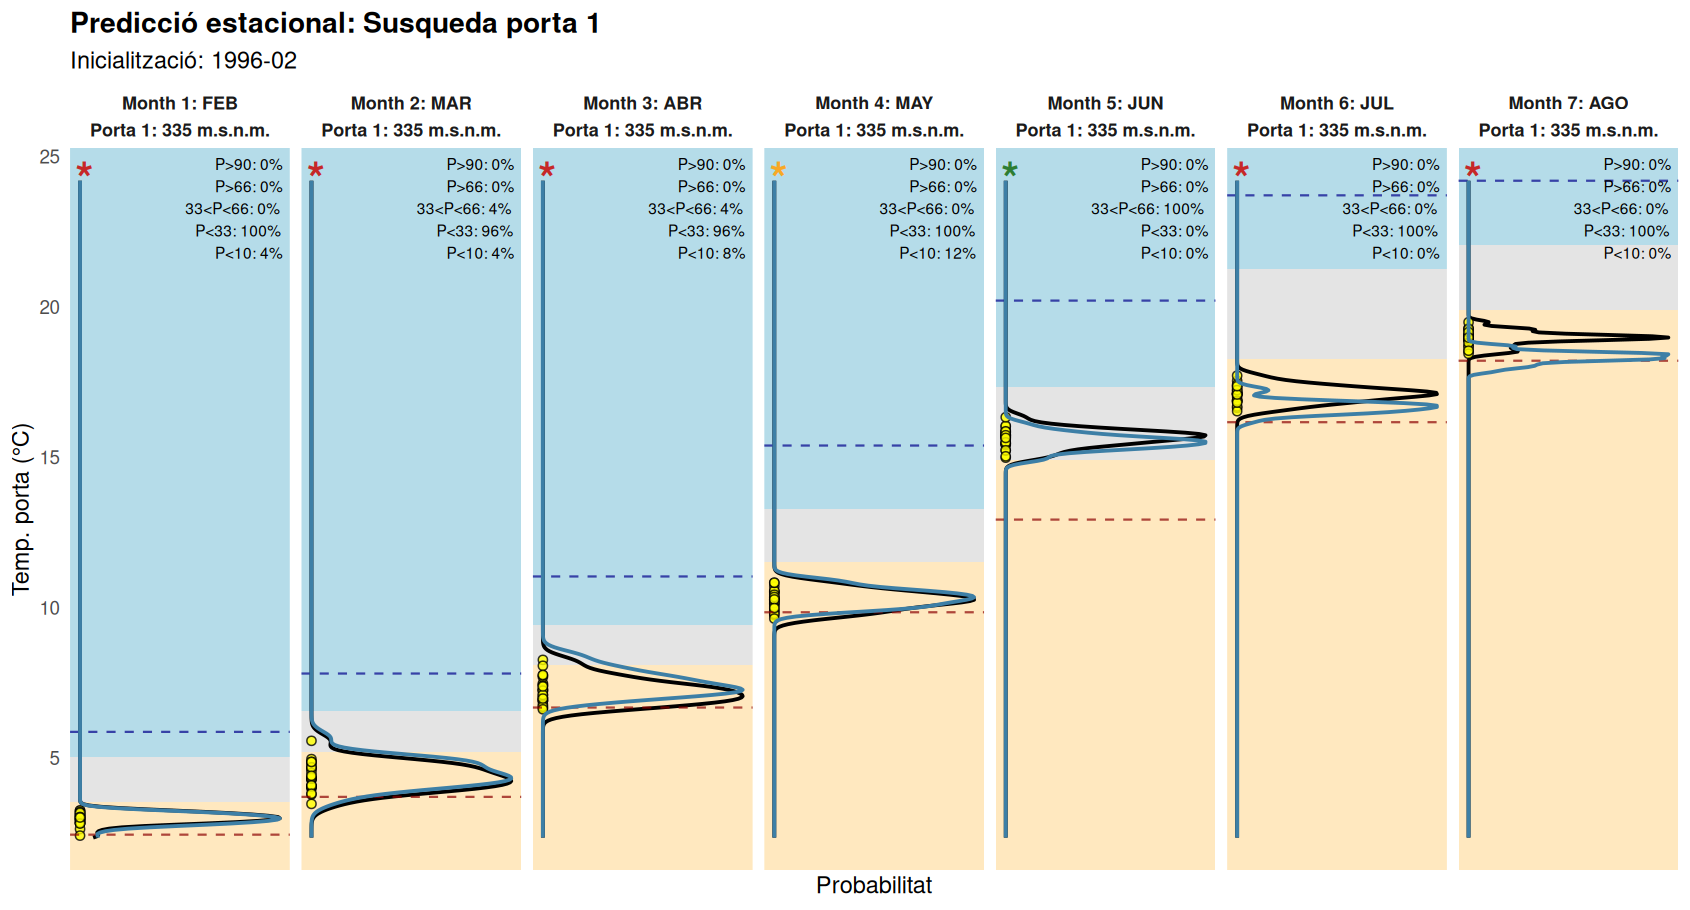 Predicció estacional: Susqueda porta 1
Inicialització: 1996-02
Month 1: FEB
Porta 1: 335 m.s.n.m.
Month 2: MAR
Porta 1: 335 m.s.n.m.
Month 3: ABR
Porta 1: 335 m.s.n.m.
Month 4: MAY
Porta 1: 335 m.s.n.m.
Month 5: JUN
Porta 1: 335 m.s.n.m.
Month 6: JUL
Porta 1: 335 m.s.n.m.
Month 7: AGO
Porta 1: 335 m.s.n.m.
Temp. porta (°C)
25
20
15
10
5
*
P>90: 0%
P>66: 0%
33<P<66: 0%
P<33: 100%
P<10: 4%
*
P>90: 0%
P>66: 0%
33<P<66: 4%
P<33: 96%
P<10: 4%
*
P>90: 0%
P>66: 0%
33<P<66: 4%
P<33: 96%
P<10: 8%
*
P>90: 0%
P>66: 0%
33<P<66: 0%
P<33: 100%
P<10: 12%
*
P>90: 0%
P>66: 0%
33<P<66: 100%
P<33: 0%
P<10: 0%
*
P>90: 0%
P>66: 0%
33<P<66: 0%
P<33: 100%
P<10: 0%
*
P>90: 0%
P>66: 0%
33<P<66: 0%
P<33: 100%
P<10: 0%
Probabilitat